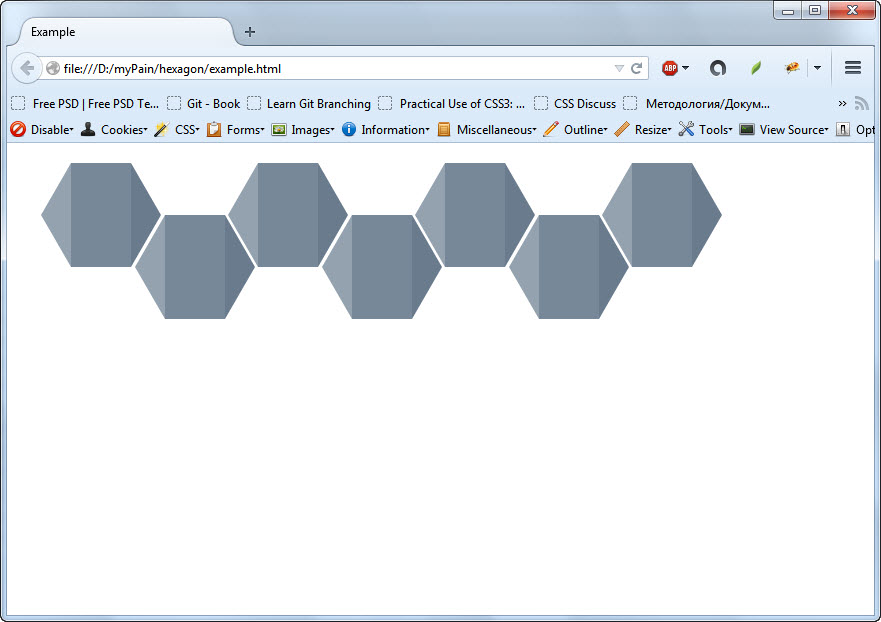 Example
file:///D:/myPain/hexagon/example.html ABP
Free PSD | Free PSD Te... Git - Book Learn Git Branching Practical Use of CSS3: ... CSS Discuss Методология/Докум... »
Disable Cookies CSS Forms Images Information Miscellaneous Outline Resize Tools View Source Opt